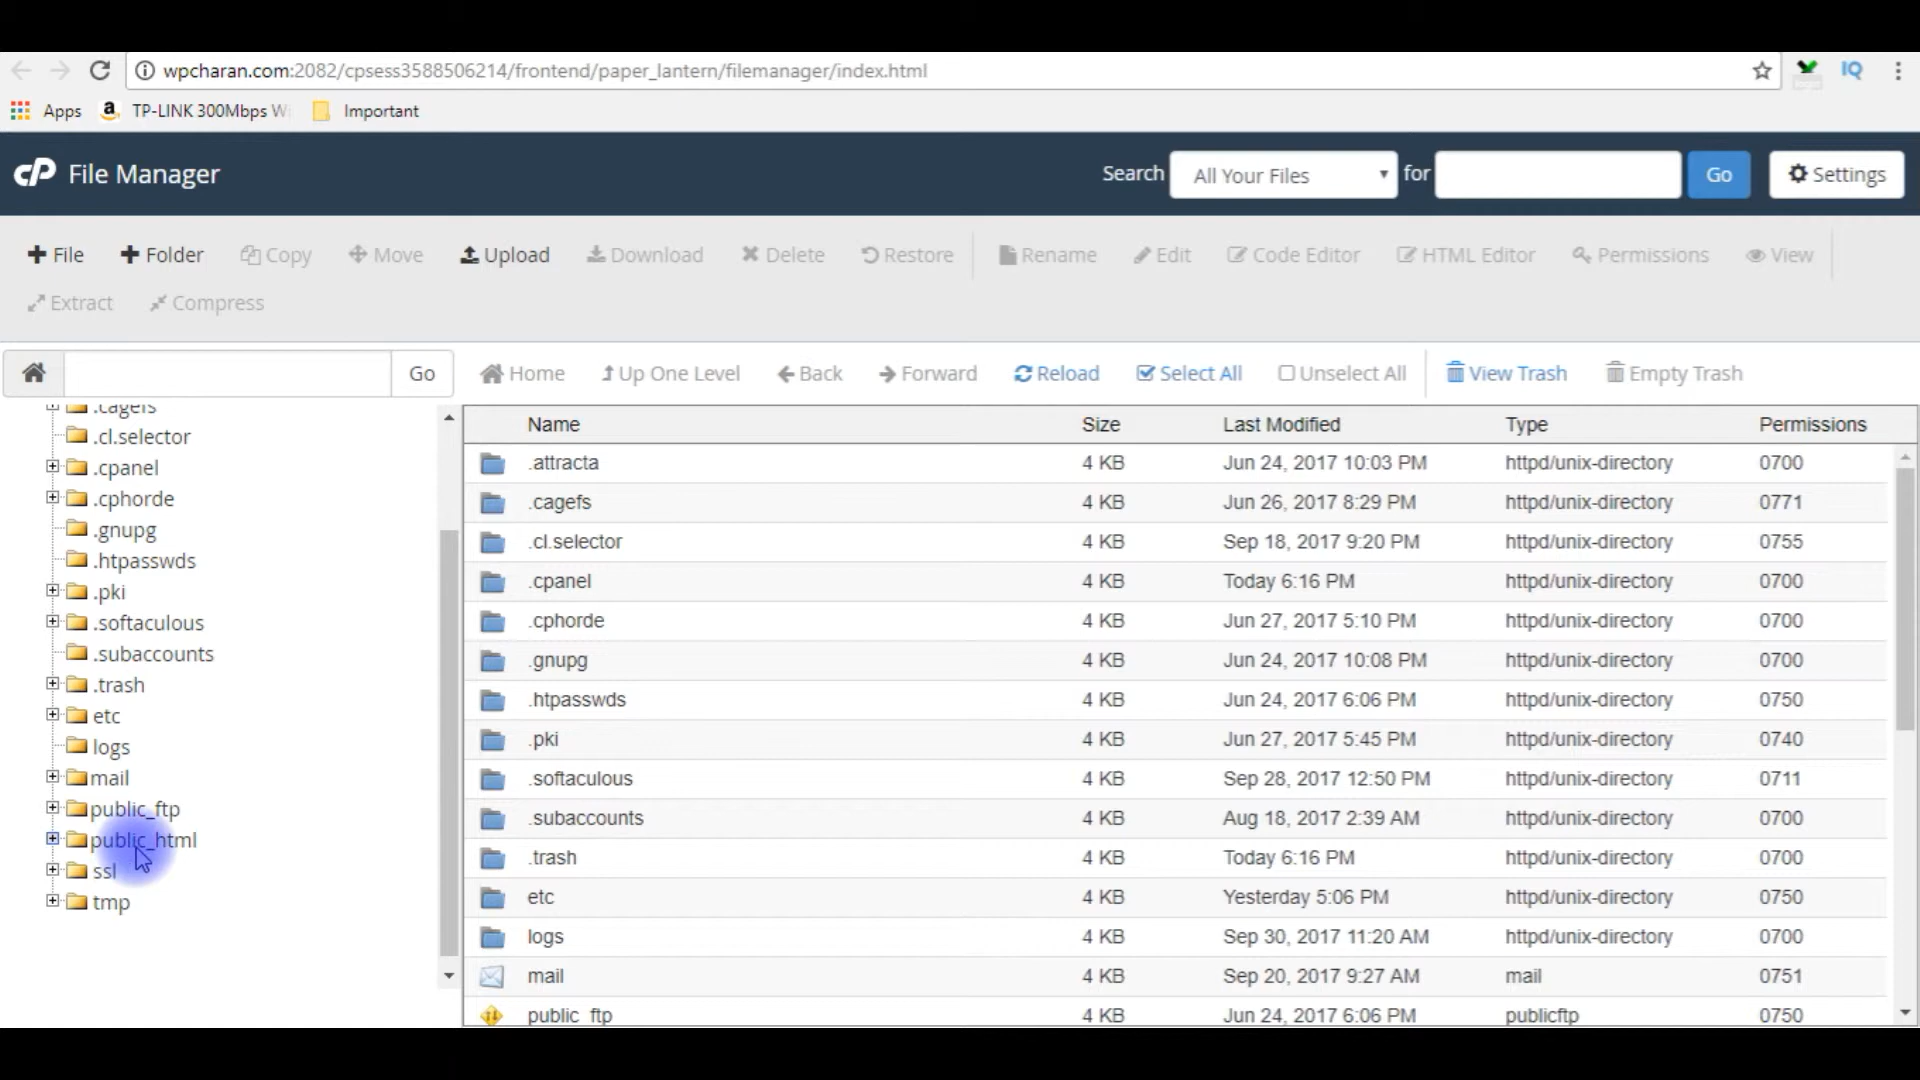 wpcharan.com:2082/cpsess3588506214/frontend/paper_lantern/filemanager/index.html
IQ
Apps TP-LINK 300Mbps W Important
cP File Manager Search All Your Files for Go Settings
File Folder Copy Move Upload Download Delete Restore Rename Edit Code Editor HTML Editor Permissions View
Extract Compress
Go Home Up One Level Back Forward Reload Select All Unselect All View Trash Empty Trash
.cagefs
.cl.selector
.cpanel
.cphorde
.gnupg
.htpasswds
.pki
.softaculous
.subaccounts
.trash
etc
logs
mail
public_ftp
public_html
ssl
tmp
Name Size Last Modified Type Permissions
.attracta 4 KB Jun 24, 2017 10:03 PM httpd/unix-directory 0700
.cagefs 4 KB Jun 26, 2017 8:29 PM httpd/unix-directory 0771
.cl.selector 4 KB Sep 18, 2017 9:20 PM httpd/unix-directory 0755
.cpanel 4 KB Today 6:16 PM httpd/unix-directory 0700
.cphorde 4 KB Jun 27, 2017 5:10 PM httpd/unix-directory 0700
.gnupg 4 KB Jun 24, 2017 10:08 PM httpd/unix-directory 0700
.htpasswds 4 KB Jun 24, 2017 6:06 PM httpd/unix-directory 0750
.pki 4 KB Jun 27, 2017 5:45 PM httpd/unix-directory 0740
.softaculous 4 KB Sep 28, 2017 12:50 PM httpd/unix-directory 0711
.subaccounts 4 KB Aug 18, 2017 2:39 AM httpd/unix-directory 0700
.trash 4 KB Today 6:16 PM httpd/unix-directory 0700
etc 4 KB Yesterday 5:06 PM httpd/unix-directory 0750
logs 4 KB Sep 30, 2017 11:20 AM httpd/unix-directory 0700
mail 4 KB Sep 20, 2017 9:27 AM mail 0751
public_ftp 4 KB Jun 24, 2017 6:06 PM publicftp 0750